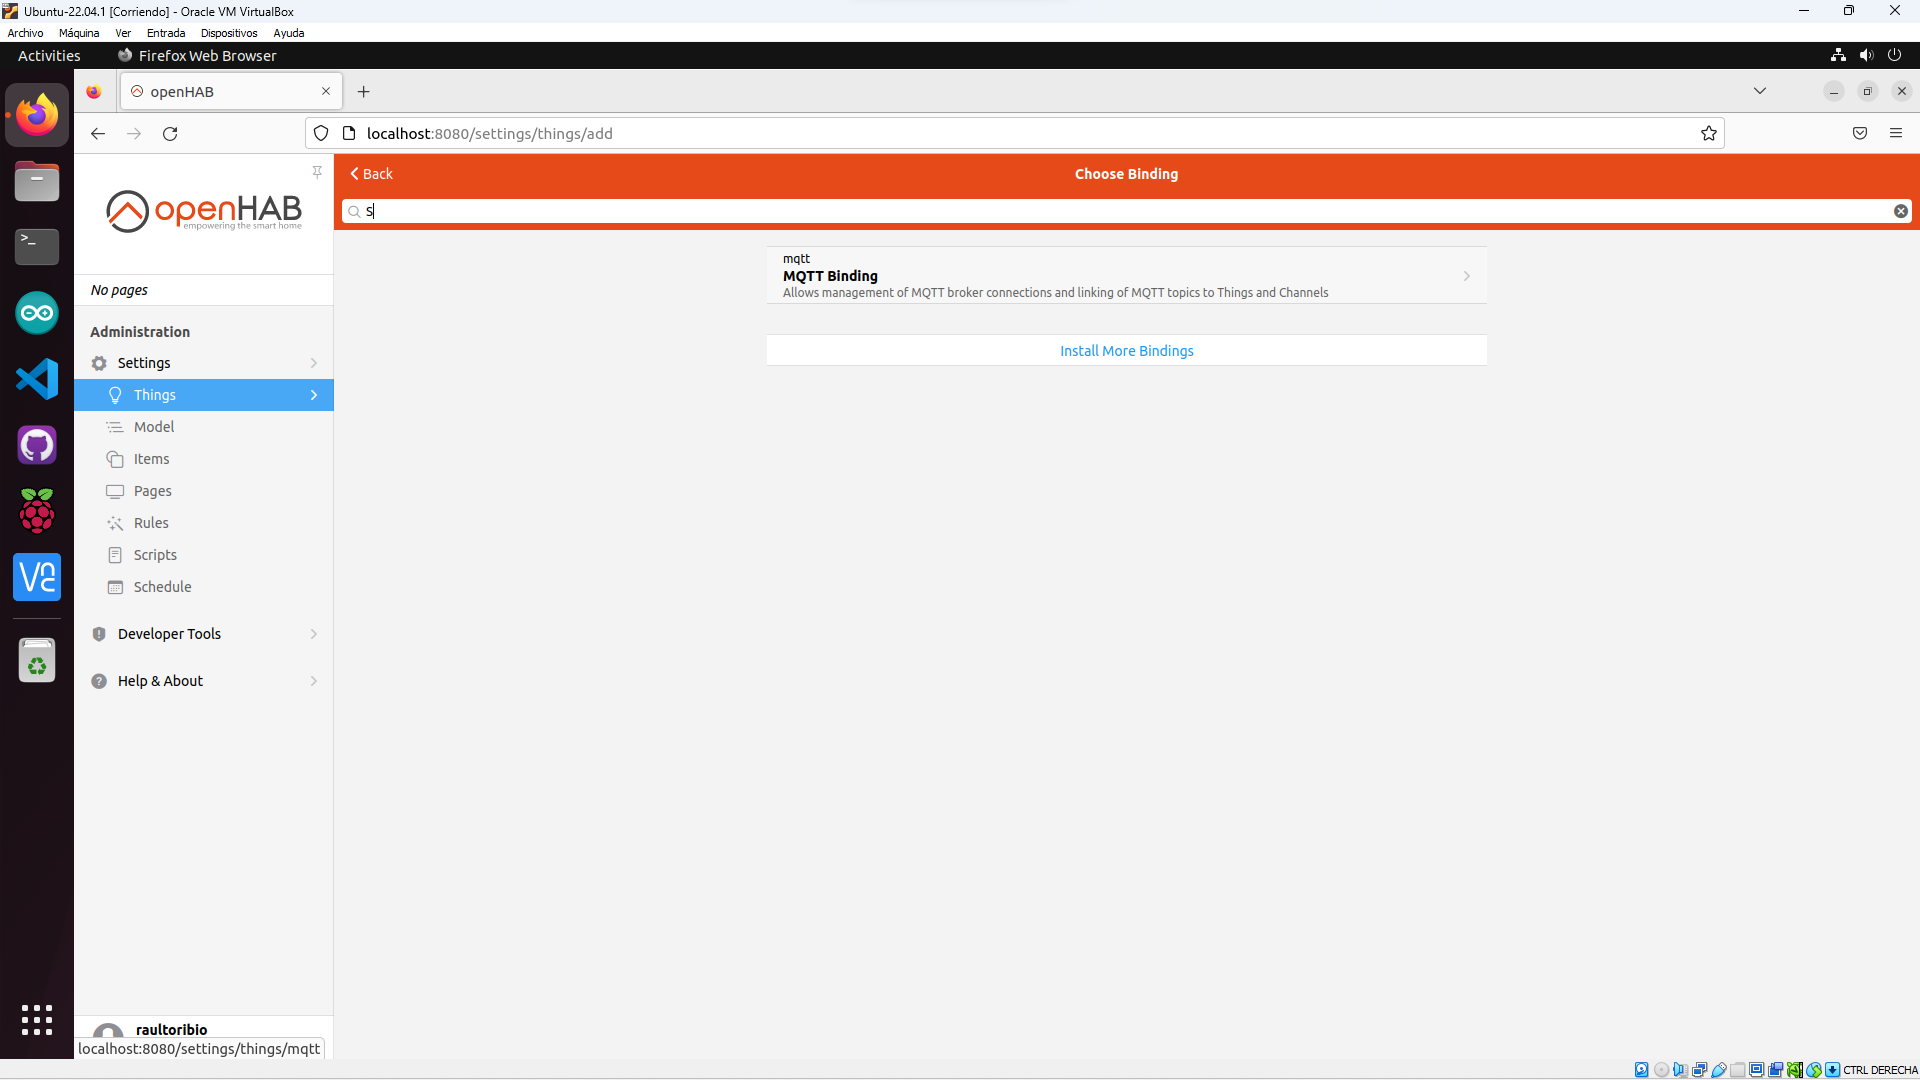 Ubuntu-22.04.1 [Corriendo] - Oracle VM VirtualBox
Archivo Máquina Ver Entrada Dispositivos Ayuda
Activities Firefox Web Browser
openHAB
localhost:8080/settings/things/add
openHAB
empowering the smart home
Back
Choose Binding
S
No pages
Administration
Settings
Things
Model
Items
Pages
Rules
Scripts
Schedule
Developer Tools
Help & About
mqtt
MQTT Binding
Allows management of MQTT broker connections and linking of MQTT topics to Things and Channels
Install More Bindings
raultoribio
localhost:8080/settings/things/mqtt
CTRL DERECHA